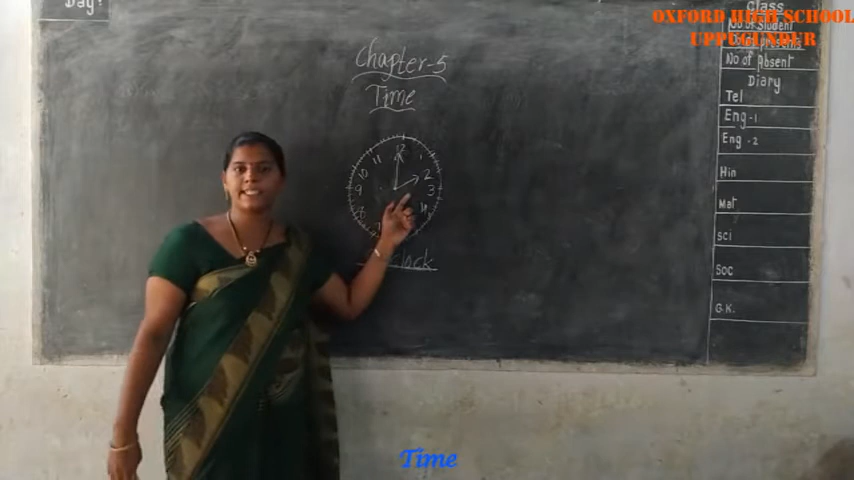 Day:
OXFORD HIGH SCHOOL
UPPUGUNDUR
Class
No of Student
No of Absent
Diary
Tel
Eng-1
Eng-2
Hin
Mat
Sci
Soc
G.K.
Chapter-5
Time
12
11
1
10
2
9
3
8
4
clock
Time